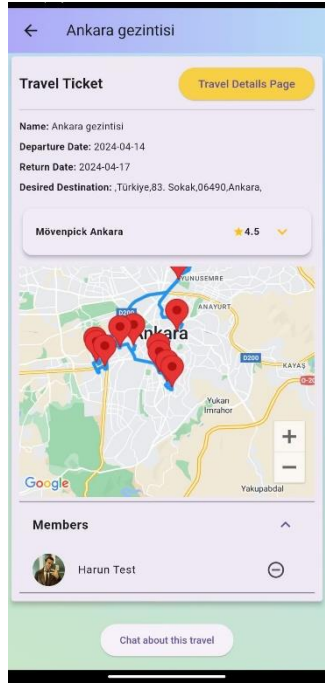 Ankara gezintisi
Travel Ticket
Travel Details Page
Name: Ankara gezintisi
Departure Date: 2024-04-14
Return Date: 2024-04-17
Desired Destination: ,Türkiye,83. Sokak,06490,Ankara,
Mövenpick Ankara
4.5
YUNUSEMRE
ANAYURT
D200
Ankara
D200
KAYAŞ
Yukarı
İmrahor
+
−
Google
Yakupabdal
Members
Harun Test
Chat about this travel